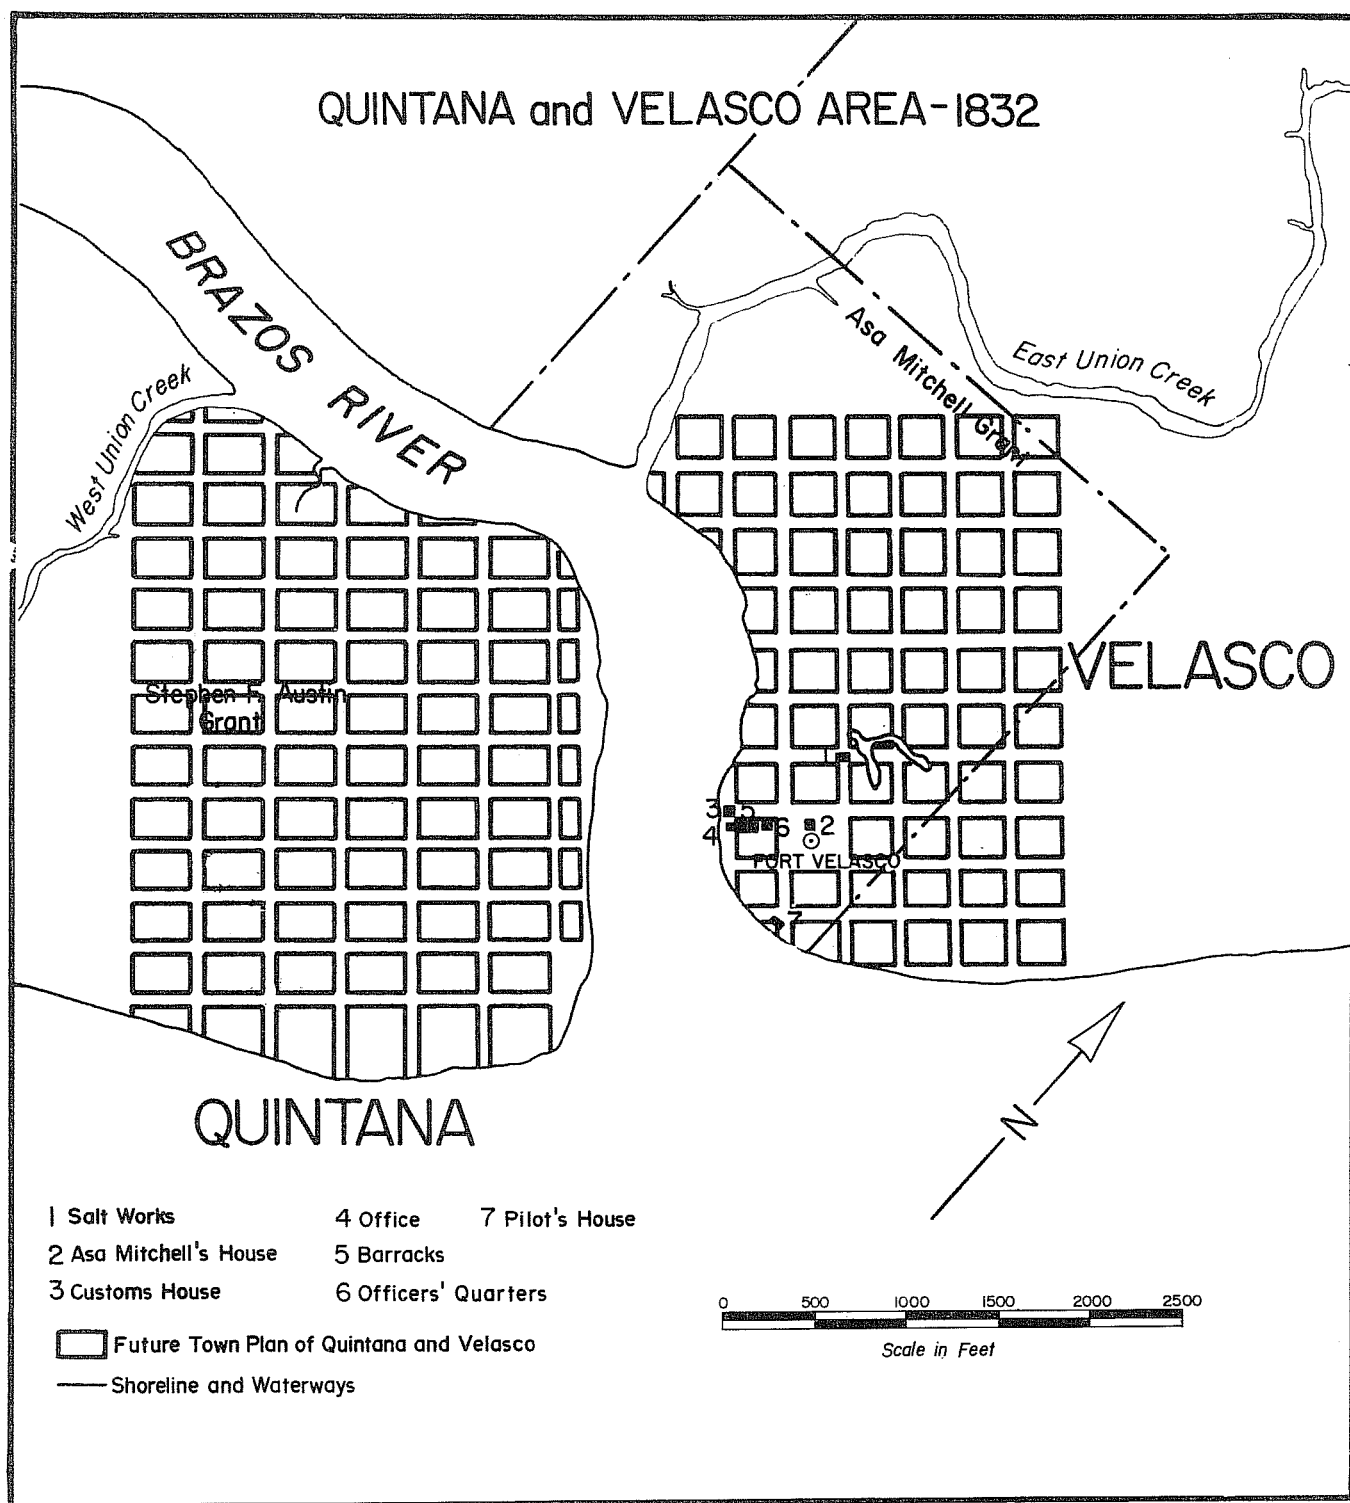 QUINTANA and VELASCO AREA-1832
BRAZOS RIVER
West Union Creek
Asa Mitchell Grant
East Union Creek
VELASCO
Stephen F. Austin
Grant
1
3 5
4 6 2
FORT VELASCO
7
QUINTANA
N
1 Salt Works 4 Office 7 Pilot's House
2 Asa Mitchell's House 5 Barracks
3 Customs House 6 Officers' Quarters
Future Town Plan of Quintana and Velasco
Shoreline and Waterways
0 500 1000 1500 2000 2500
Scale in Feet